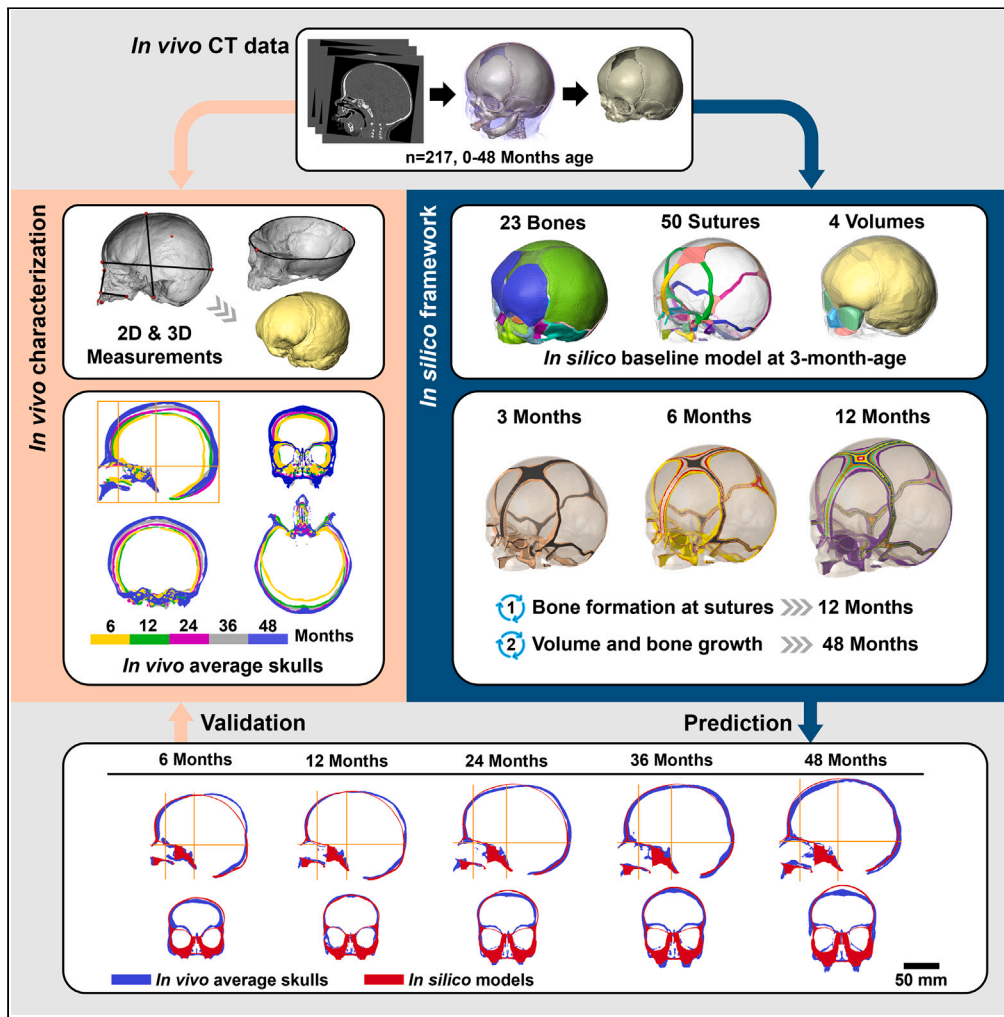 In vivo CT data
n=217, 0-48 Months age
In vivo characterization
2D & 3D
Measurements
6 12 24 36 48 Months
In vivo average skulls
In silico framework
23 Bones 50 Sutures 4 Volumes
In silico baseline model at 3-month-age
3 Months 6 Months 12 Months
1 Bone formation at sutures 12 Months
2 Volume and bone growth 48 Months
Validation Prediction
6 Months 12 Months 24 Months 36 Months 48 Months
In vivo average skulls In silico models 50 mm